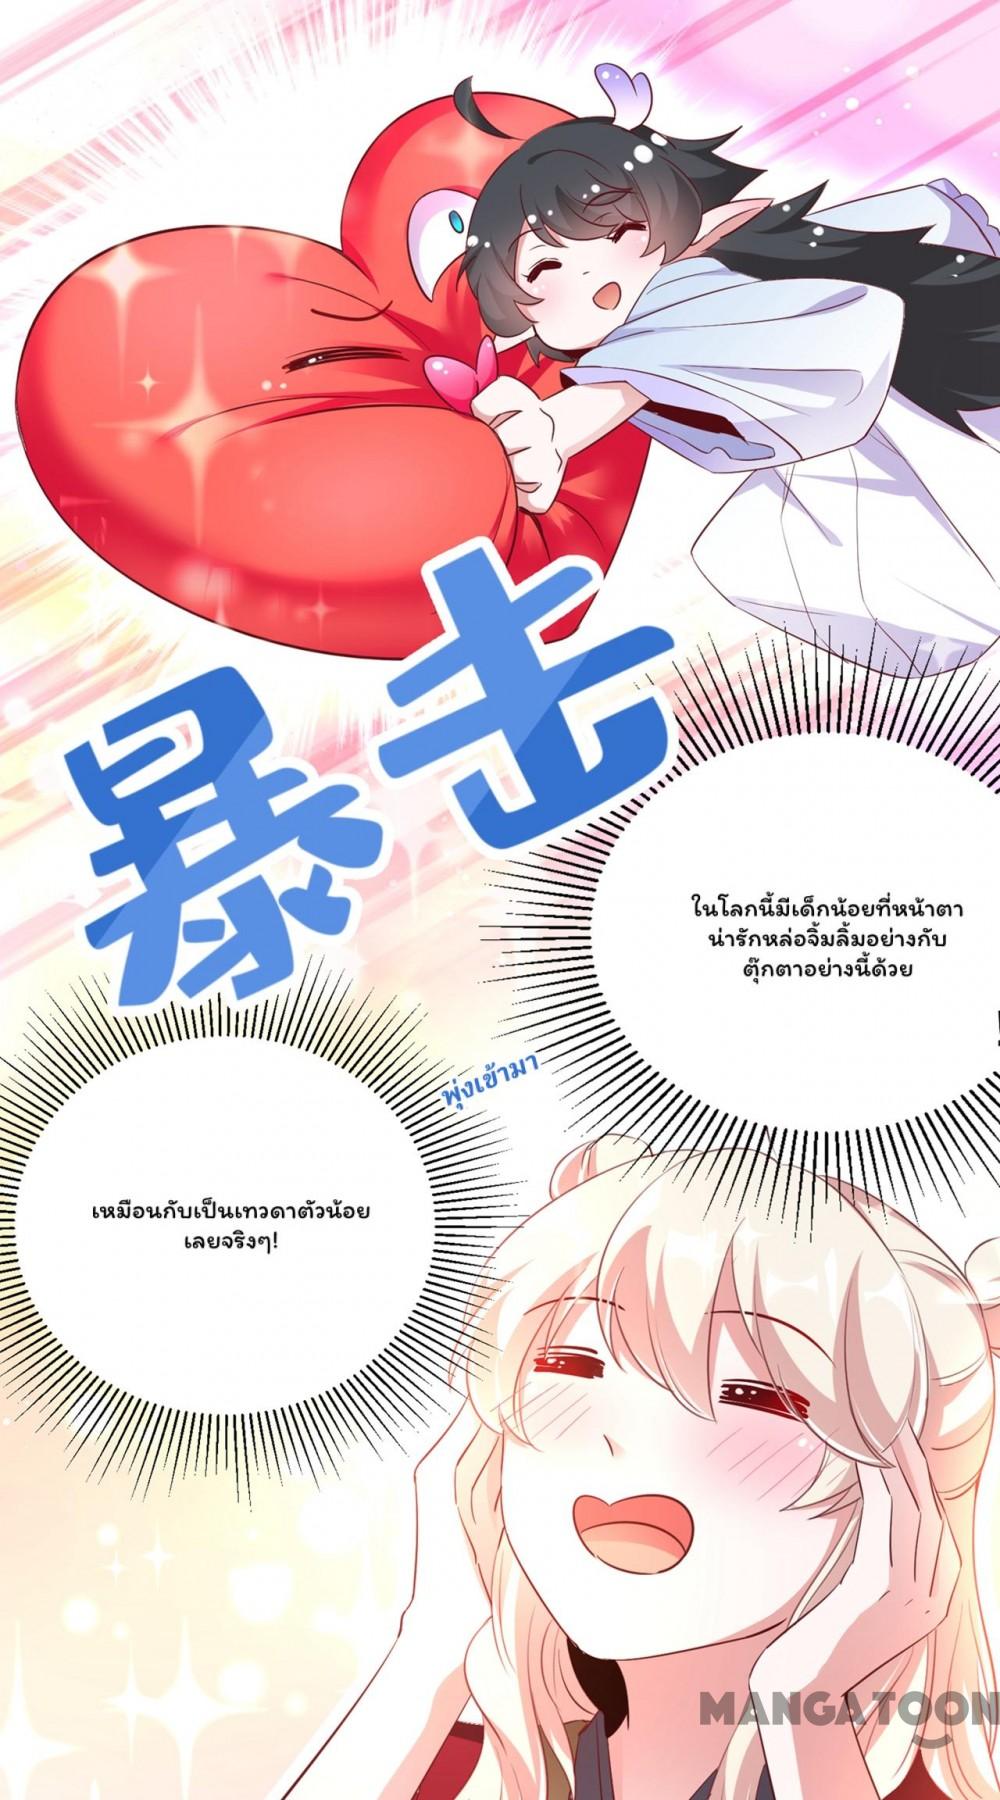 暴击
ในโลกนี้มีเด็กน้อยที่หน้าตา
น่ารักหล่อจิ้มลิ้มอย่างกับ
ตุ๊กตาอย่างนี้ด้วย
!
พุ่งเข้ามา
เหมือนกับเป็นเทวดาตัวน้อย
เลยจริงๆ!
MANGATOON